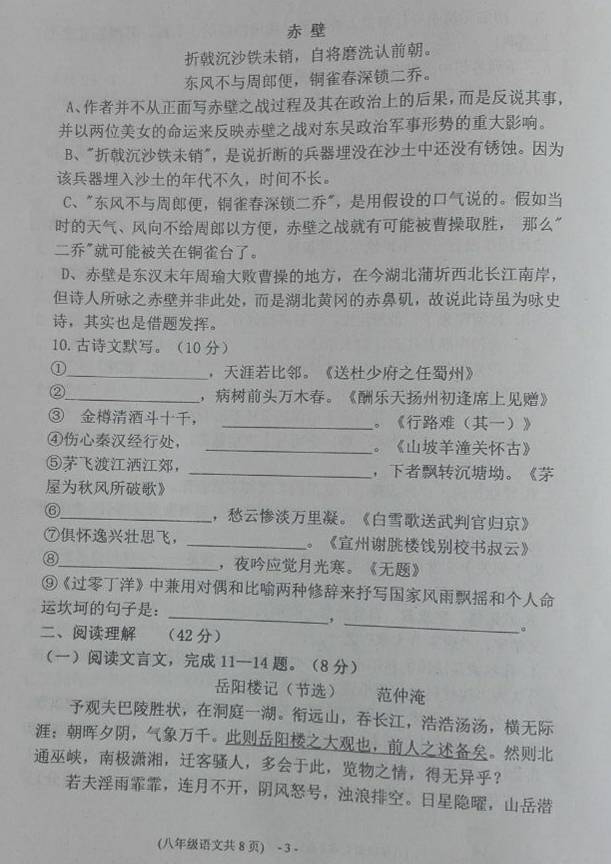 赤 壁
折戟沉沙铁未销，自将磨洗认前朝。
东风不与周郎便，铜雀春深锁二乔。
A、作者并不从正面写赤壁之战过程及其在政治上的后果，而是反说其事，
并以两位美女的命运来反映赤壁之战对东吴政治军事形势的重大影响。
B、"折戟沉沙铁未销"，是说折断的兵器埋没在沙土中还没有锈蚀。因为
该兵器埋入沙土的年代不久，时间不长。
C、"东风不与周郎便，铜雀春深锁二乔"，是用假设的口气说的。假如当
时的天气、风向不给周郎以方便，赤壁之战就有可能被曹操取胜， 那么"
二乔"就可能被关在铜雀台了。
D、赤壁是东汉末年周瑜大败曹操的地方，在今湖北蒲圻西北长江南岸，
但诗人所咏之赤壁并非此处，而是湖北黄冈的赤鼻矶，故说此诗虽为咏史
诗，其实也是借题发挥。
10.古诗文默写。（10分）
①____________，天涯若比邻。《送杜少府之任蜀州》
②____________，病树前头万木春。《酬乐天扬州初逢席上见赠》
③ 金樽清酒斗十千， ____________。《行路难（其一）》
④伤心秦汉经行处， ____________。《山坡羊潼关怀古》
⑤茅飞渡江洒江郊，____________，下者飘转沉塘坳。《茅
屋为秋风所破歌》
⑥____________，愁云惨淡万里凝。《白雪歌送武判官归京》
⑦俱怀逸兴壮思飞，____________。《宣州谢朓楼饯别校书叔云》
⑧____________，夜吟应觉月光寒。《无题》
⑨《过零丁洋》中兼用对偶和比喻两种修辞来抒写国家风雨飘摇和个人命
运坎坷的句子是：____________，____________。
二、阅读理解 （42分）
（一）阅读文言文，完成11—14题。（8分）
岳阳楼记（节选） 范仲淹
予观夫巴陵胜状，在洞庭一湖。衔远山，吞长江，浩浩汤汤，横无际
涯；朝晖夕阴，气象万千。此则岳阳楼之大观也，前人之述备矣。然则北
通巫峡，南极潇湘，迁客骚人，多会于此，览物之情，得无异乎？
若夫淫雨霏霏，连月不开，阴风怒号，浊浪排空。日星隐曜，山岳潜
（八年级语文共8页） -3-